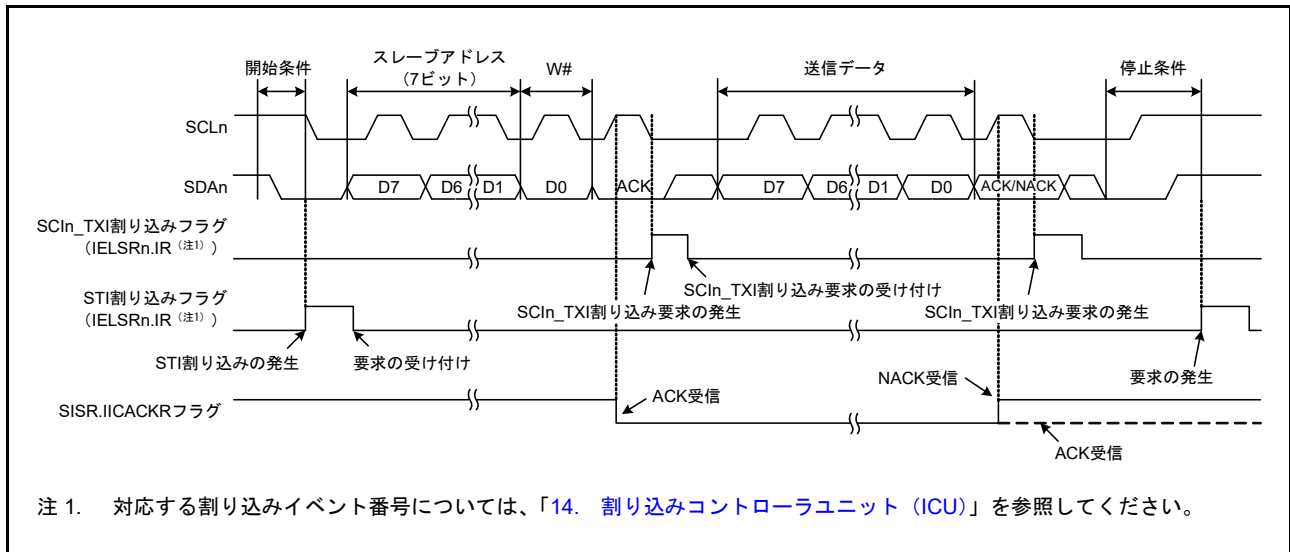 開始条件
スレーブアドレス
（7ビット）
W#
送信データ
停止条件
SCLn
SDAn
D7
D6
D1
D0
ACK
D7
D6
D1
D0
ACK/NACK
SCIn_TXI割り込みフラグ
（IELSRn.IR（注1））
SCIn_TXI割り込み要求の受け付け
SCIn_TXI割り込み要求の発生
SCIn_TXI割り込み要求の発生
STI割り込みフラグ
（IELSRn.IR（注1））
STI割り込みの発生
要求の受け付け
要求の発生
SISR.IICACKRフラグ
ACK受信
NACK受信
ACK受信
注 1. 対応する割り込みイベント番号については、「14. 割り込みコントローラユニット（ICU）」を参照してください。